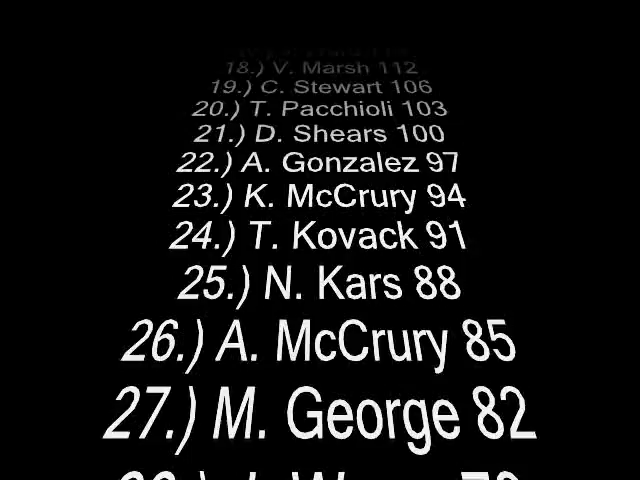 18.) V. Marsh 112
19.) C. Stewart 106
20.) T. Pacchioli 103
21.) D. Shears 100
22.) A. Gonzalez 97
23.) K. McCrury 94
24.) T. Kovack 91
25.) N. Kars 88
26.) A. McCrury 85
27.) M. George 82